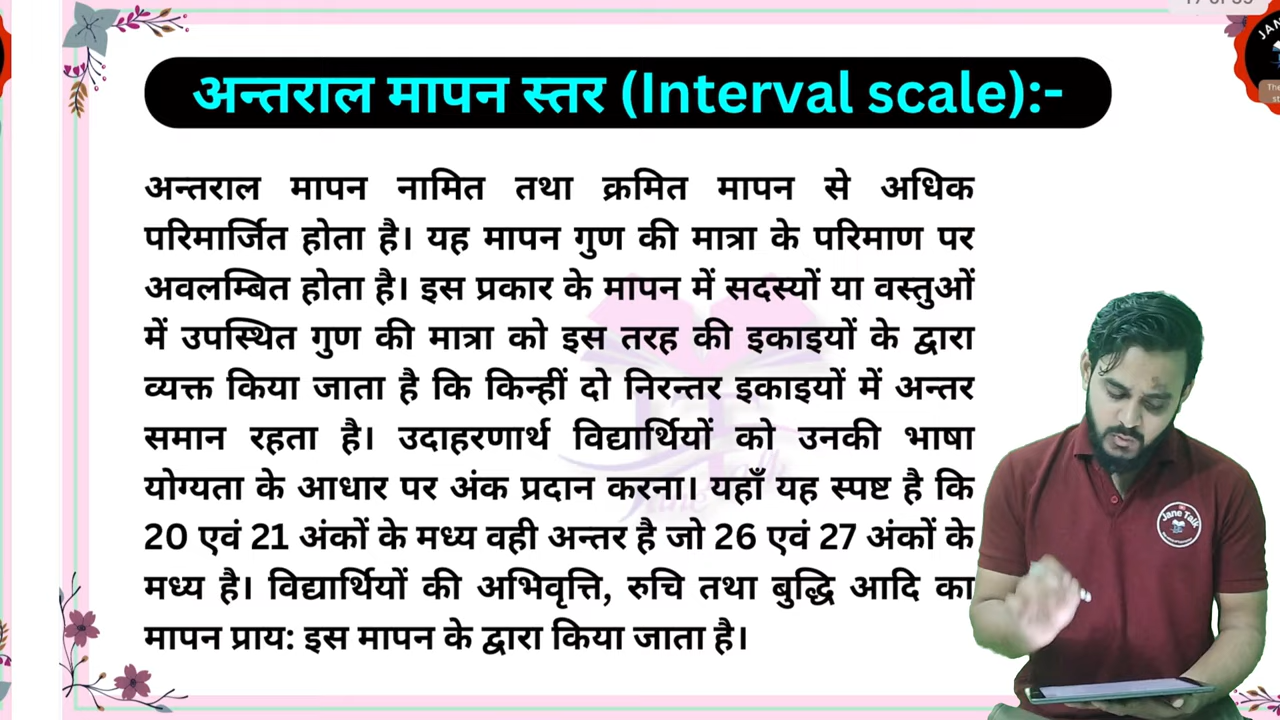 अन्तराल मापन स्तर (Interval scale):-
अन्तराल मापन नामित तथा क्रमित मापन से अधिक
परिमार्जित होता है। यह मापन गुण की मात्रा के परिमाण पर
अवलम्बित होता है। इस प्रकार के मापन में सदस्यों या वस्तुओं
में उपस्थित गुण की मात्रा को इस तरह की इकाइयों के द्वारा
व्यक्त किया जाता है कि किन्हीं दो निरन्तर इकाइयों में अन्तर
समान रहता है। उदाहरणार्थ विद्यार्थियों को उनकी भाषा
योग्यता के आधार पर अंक प्रदान करना। यहाँ यह स्पष्ट है कि
20 एवं 21 अंकों के मध्य वही अन्तर है जो 26 एवं 27 अंकों के
मध्य है। विद्यार्थियों की अभिवृत्ति, रुचि तथा बुद्धि आदि का
मापन प्राय: इस मापन के द्वारा किया जाता है।
Jane Talk